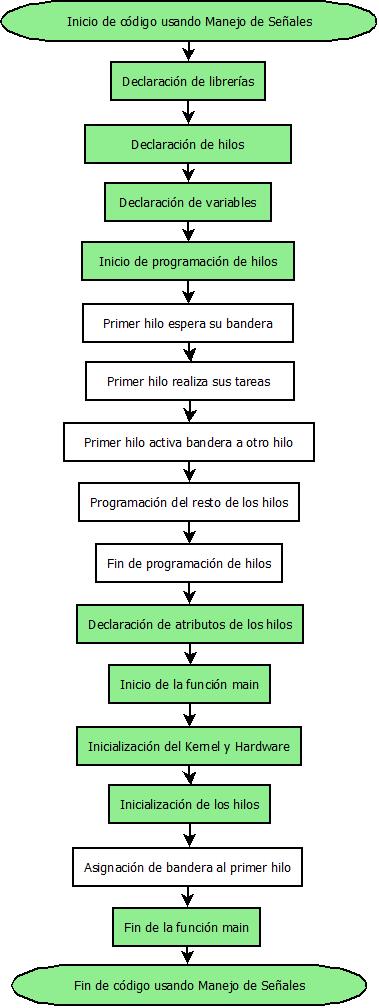 Inicio de código usando Manejo de Señales
Declaración de librerías
Declaración de hilos
Declaración de variables
Inicio de programación de hilos
Primer hilo espera su bandera
Primer hilo realiza sus tareas
Primer hilo activa bandera a otro hilo
Programación del resto de los hilos
Fin de programación de hilos
Declaración de atributos de los hilos
Inicio de la función main
Inicialización del Kernel y Hardware
Inicialización de los hilos
Asignación de bandera al primer hilo
Fin de la función main
Fin de código usando Manejo de Señales